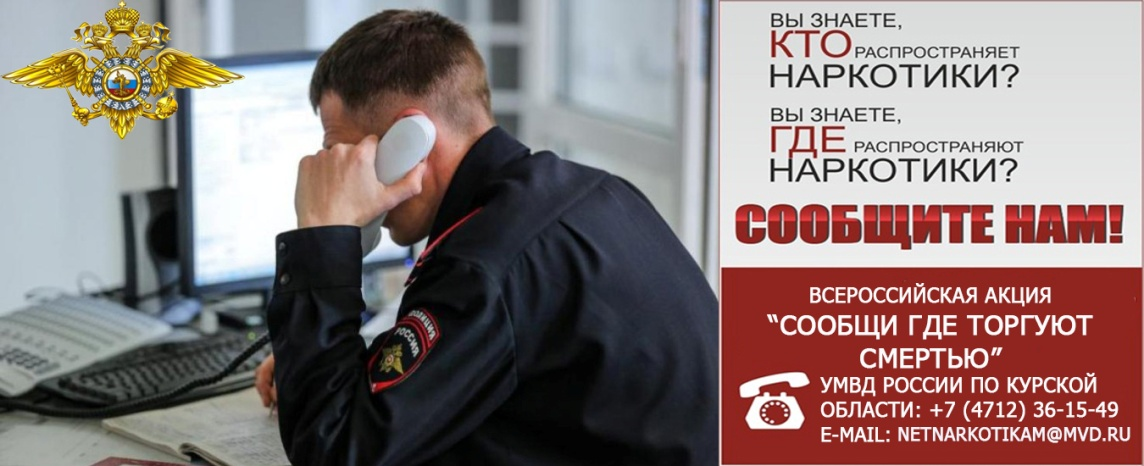 ВЫ ЗНАЕТЕ,
КТО РАСПРОСТРАНЯЕТ
НАРКОТИКИ?
ВЫ ЗНАЕТЕ,
ГДЕ РАСПРОСТРАНЯЮТ
НАРКОТИКИ?
СООБЩИТЕ НАМ!
ВСЕРОССИЙСКАЯ АКЦИЯ
“СООБЩИ ГДЕ ТОРГУЮТ
СМЕРТЬЮ”
УМВД РОССИИ ПО КУРСКОЙ
ОБЛАСТИ: +7 (4712) 36-15-49
E-MAIL: NETNARKOTIKAM@MVD.RU
ПОЛИЦИЯ
РОССИЯ